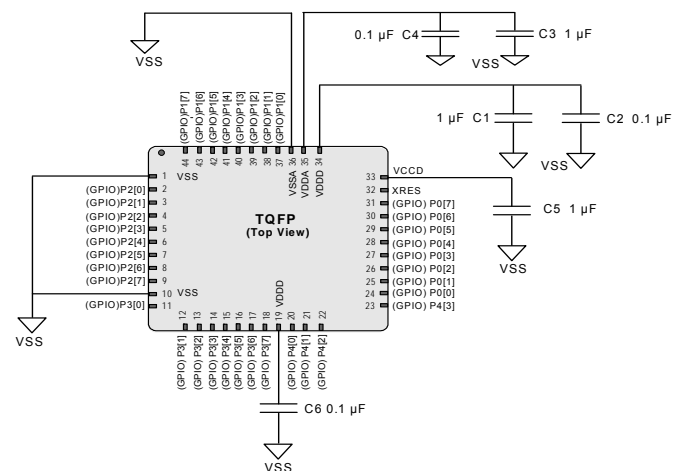 0.1 µF C4
C3 1 µF
VSS
VSS
1 µF C1
C2 0.1 µF
VSS
(GPIO)P1[7]
(GPIO)P1[6]
(GPIO)P1[5]
(GPIO)P1[4]
(GPIO)P1[3]
(GPIO)P1[2]
(GPIO)P1[1]
(GPIO)P1[0]
44
43
42
41
40
39
38
37
36
35
34
VSSA
VDDA
VDDD
TQFP
(Top View)
1 VSS
(GPIO)P2[0] 2
(GPIO)P2[1] 3
(GPIO)P2[2] 4
(GPIO)P2[3] 5
(GPIO)P2[4] 6
(GPIO)P2[5] 7
(GPIO)P2[6] 8
(GPIO)P2[7] 9
10 VSS
(GPIO)P3[0] 11
VSS
33 VCCD
32 XRES
31 (GPIO) P0[7]
30 (GPIO) P0[6]
29 (GPIO) P0[5]
28 (GPIO) P0[4]
27 (GPIO) P0[3]
26 (GPIO) P0[2]
25 (GPIO) P0[1]
24 (GPIO) P0[0]
23 (GPIO) P4[3]
C5 1 µF
VSS
VDDD
12
13
14
15
16
17
18
19
20
21
22
(GPIO) P3[1]
(GPIO) P3[2]
(GPIO) P3[3]
(GPIO) P3[4]
(GPIO) P3[5]
(GPIO) P3[6]
(GPIO) P3[7]
(GPIO) P4[0]
(GPIO) P4[1]
(GPIO) P4[2]
C6 0.1 µF
VSS